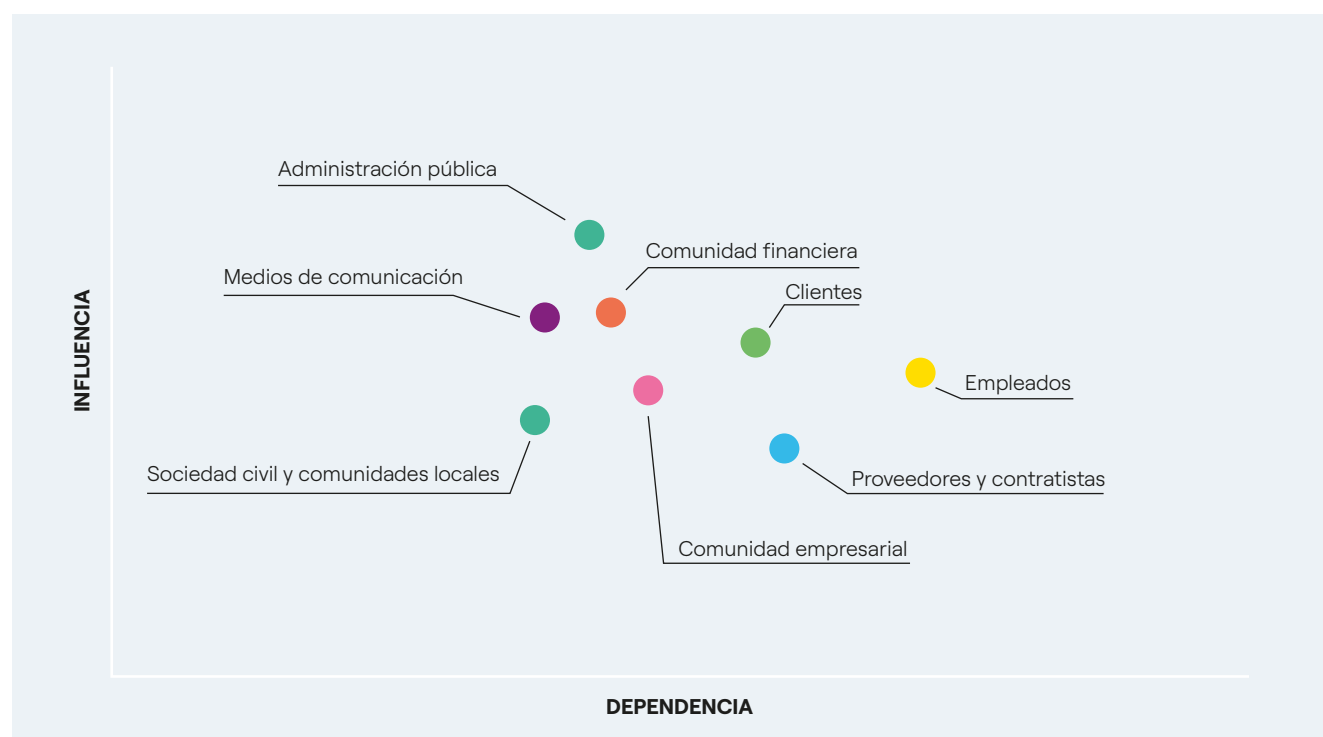 Administración pública
Comunidad financiera
Medios de comunicación
Clientes
INFLUENCIA
Empleados
Sociedad civil y comunidades locales
Proveedores y contratistas
Comunidad empresarial
DEPENDENCIA